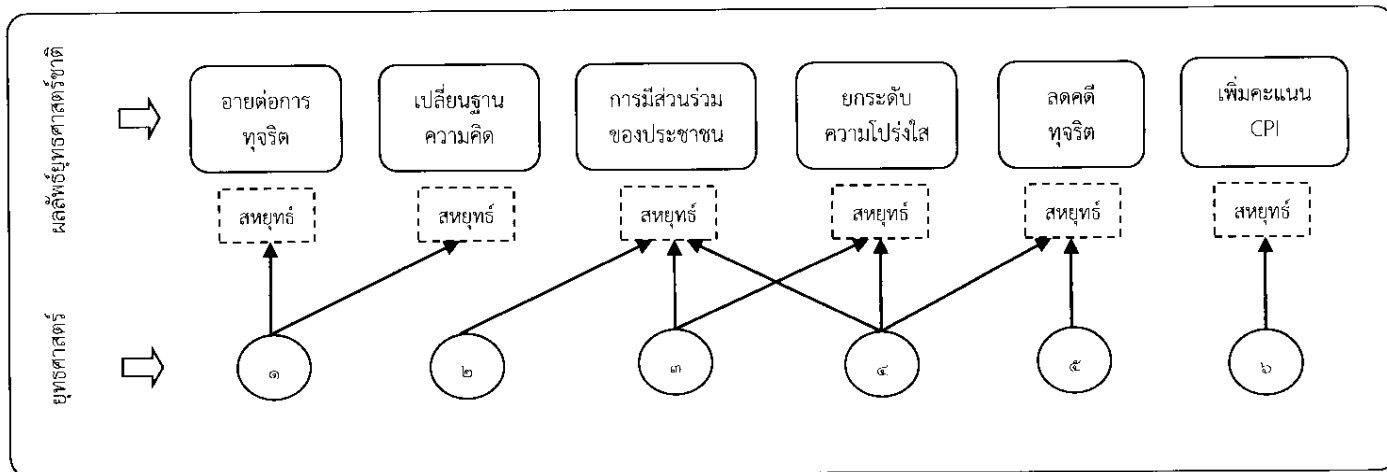 ผลลัพธ์ยุทธศาสตร์ชาติ
อายต่อการ
ทุจริต
เปลี่ยนฐาน
ความคิด
การมีส่วนร่วม
ของประชาชน
ยกระดับ
ความโปร่งใส
ลดคดี
ทุจริต
เพิ่มคะแนน
CPI
สหยุทธ์
สหยุทธ์
สหยุทธ์
สหยุทธ์
สหยุทธ์
สหยุทธ์
ยุทธศาสตร์
๑
๒
๓
๔
๕
๖